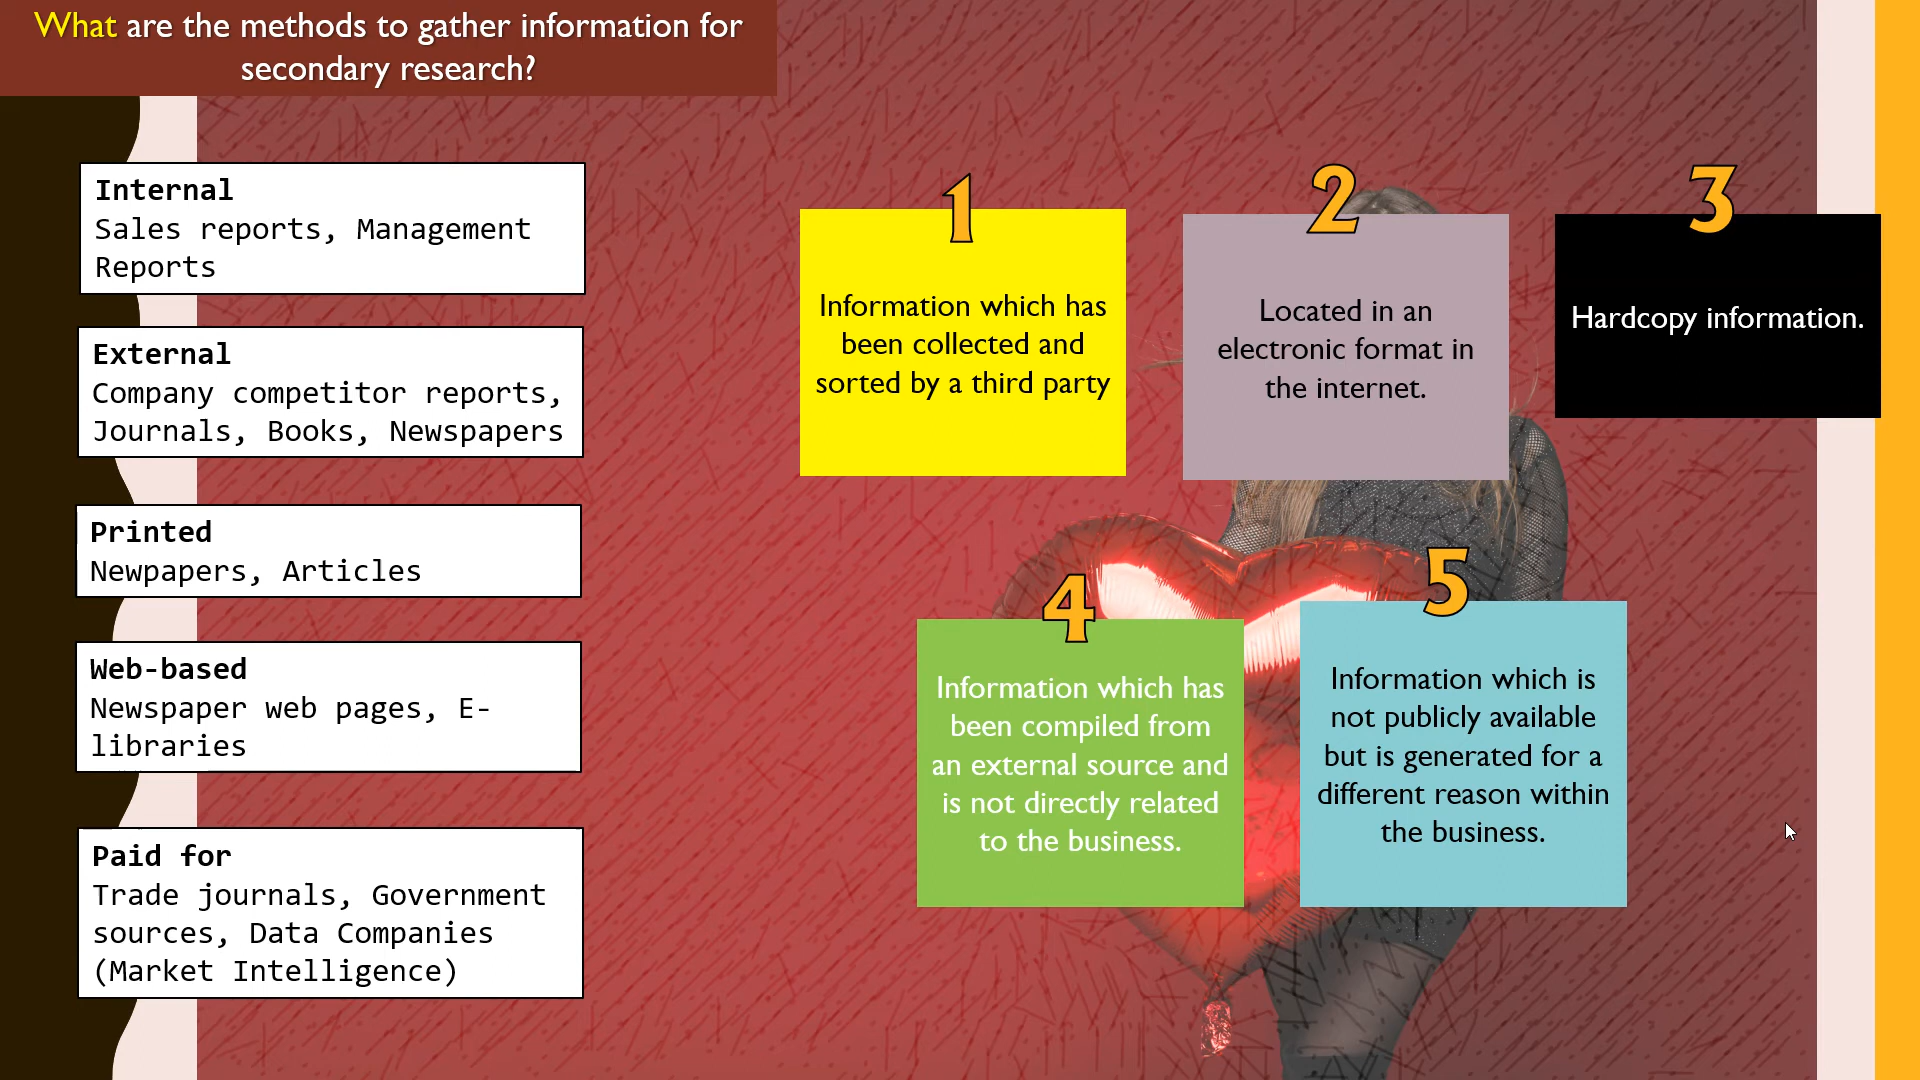 What are the methods to gather information for
secondary research?
Internal
Sales reports, Management
Reports
External
Company competitor reports,
Journals, Books, Newspapers
Printed
Newpapers, Articles
Web-based
Newspaper web pages, E-
libraries
Paid for
Trade journals, Government
sources, Data Companies
(Market Intelligence)
1
Information which has
been collected and
sorted by a third party
2
Located in an
electronic format in
the internet.
3
Hardcopy information.
4
Information which has
been compiled from
an external source and
is not directly related
to the business.
5
Information which is
not publicly available
but is generated for a
different reason within
the business.